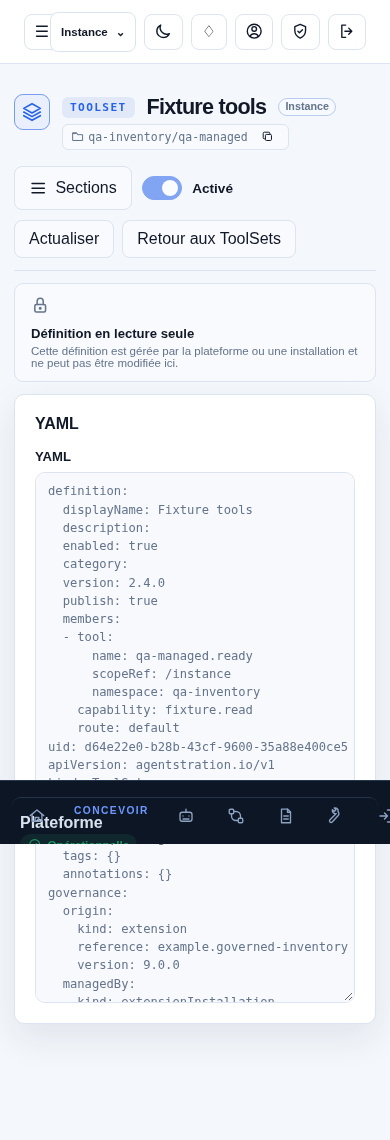 Instance
TOOLSET Fixture tools Instance
qa-inventory/qa-managed
Sections Activé
Actualiser Retour aux ToolSets
Définition en lecture seule
Cette définition est gérée par la plateforme ou une installation et
ne peut pas être modifiée ici.
YAML
YAML
definition:
displayName: Fixture tools
description:
enabled: true
category:
version: 2.4.0
publish: true
members:
- tool:
name: qa-managed.ready
scopeRef: /instance
namespace: qa-inventory
capability: fixture.read
route: default
uid: d64e22e0-b28b-43cf-9600-35a88e400ce5
apiVersion: agentstration.io/v1
CONCEVOIR
Plateforme
Opérationnelle
tags: {}
annotations: {}
governance:
origin:
kind: extension
reference: example.governed-inventory
version: 9.0.0
managedBy:
kind: extensionInstallation